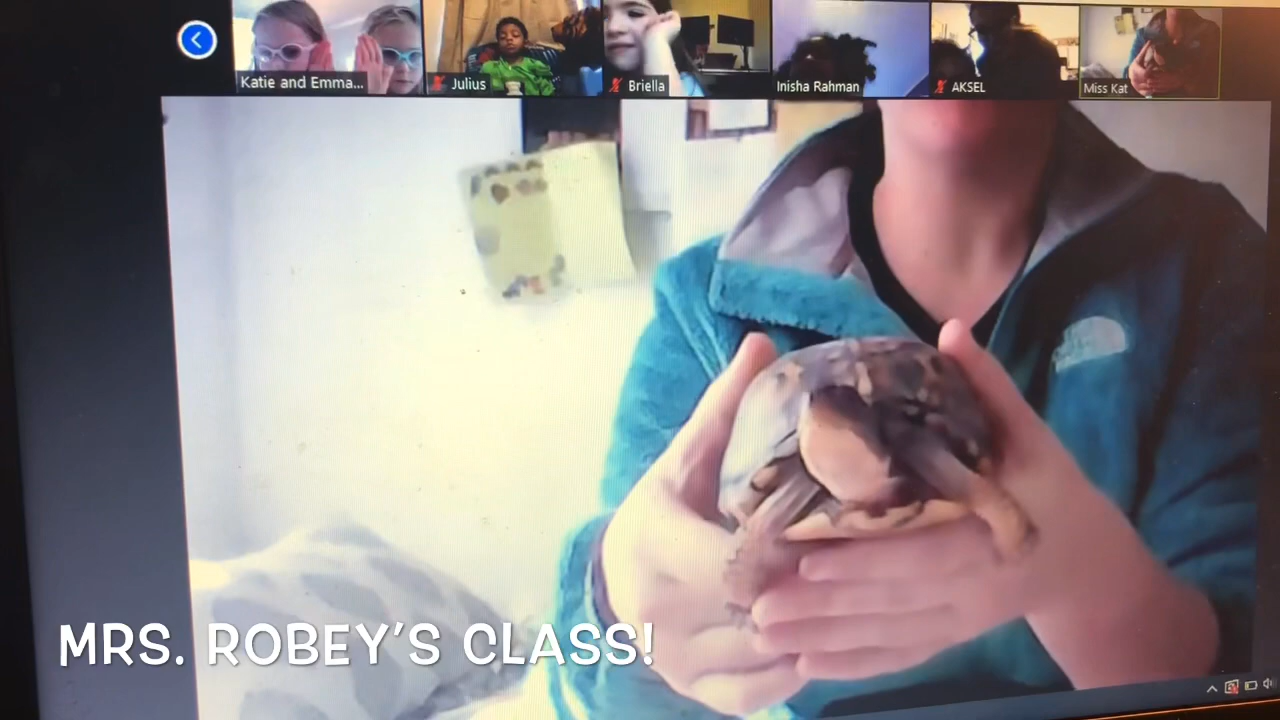 Katie and Emma...
Julius
Briella
Inisha Rahman
AKSEL
Miss Kat
MRS. ROBEY'S CLASS!